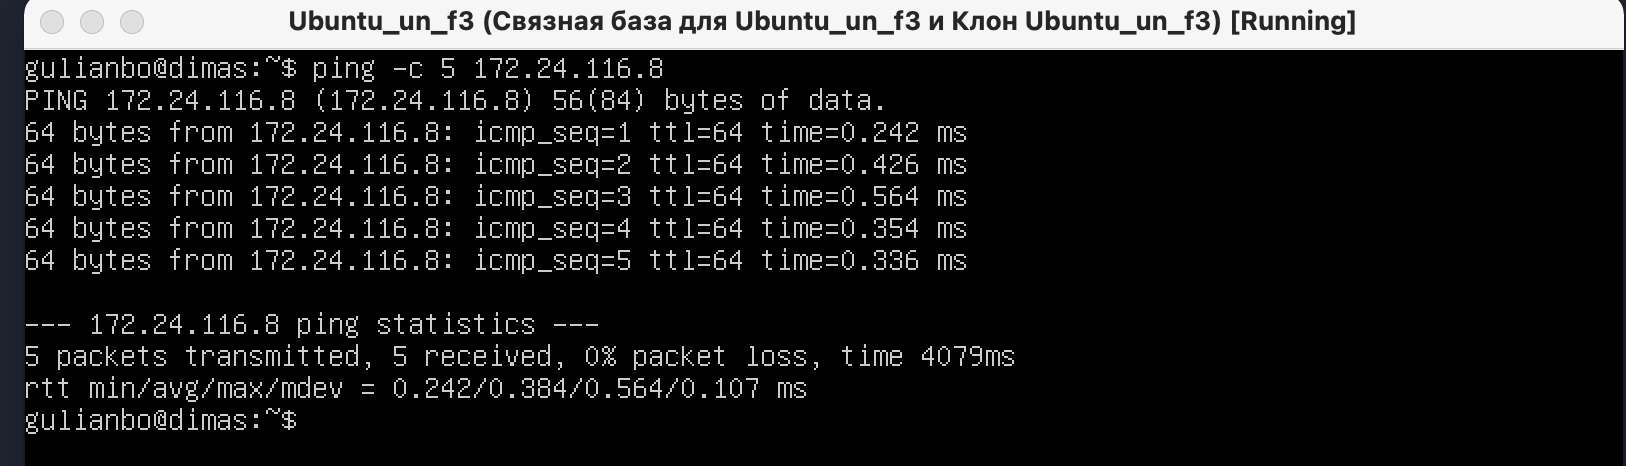 Ubuntu_un_f3 (Связная база для Ubuntu_un_f3 и Клон Ubuntu_un_f3) [Running]
gulianbo@dimas:~$ ping -c 5 172.24.116.8
PING 172.24.116.8 (172.24.116.8) 56(84) bytes of data.
64 bytes from 172.24.116.8: icmp_seq=1 ttl=64 time=0.242 ms
64 bytes from 172.24.116.8: icmp_seq=2 ttl=64 time=0.426 ms
64 bytes from 172.24.116.8: icmp_seq=3 ttl=64 time=0.564 ms
64 bytes from 172.24.116.8: icmp_seq=4 ttl=64 time=0.354 ms
64 bytes from 172.24.116.8: icmp_seq=5 ttl=64 time=0.336 ms
--- 172.24.116.8 ping statistics ---
5 packets transmitted, 5 received, 0% packet loss, time 4079ms
rtt min/avg/max/mdev = 0.242/0.384/0.564/0.107 ms
gulianbo@dimas:~$